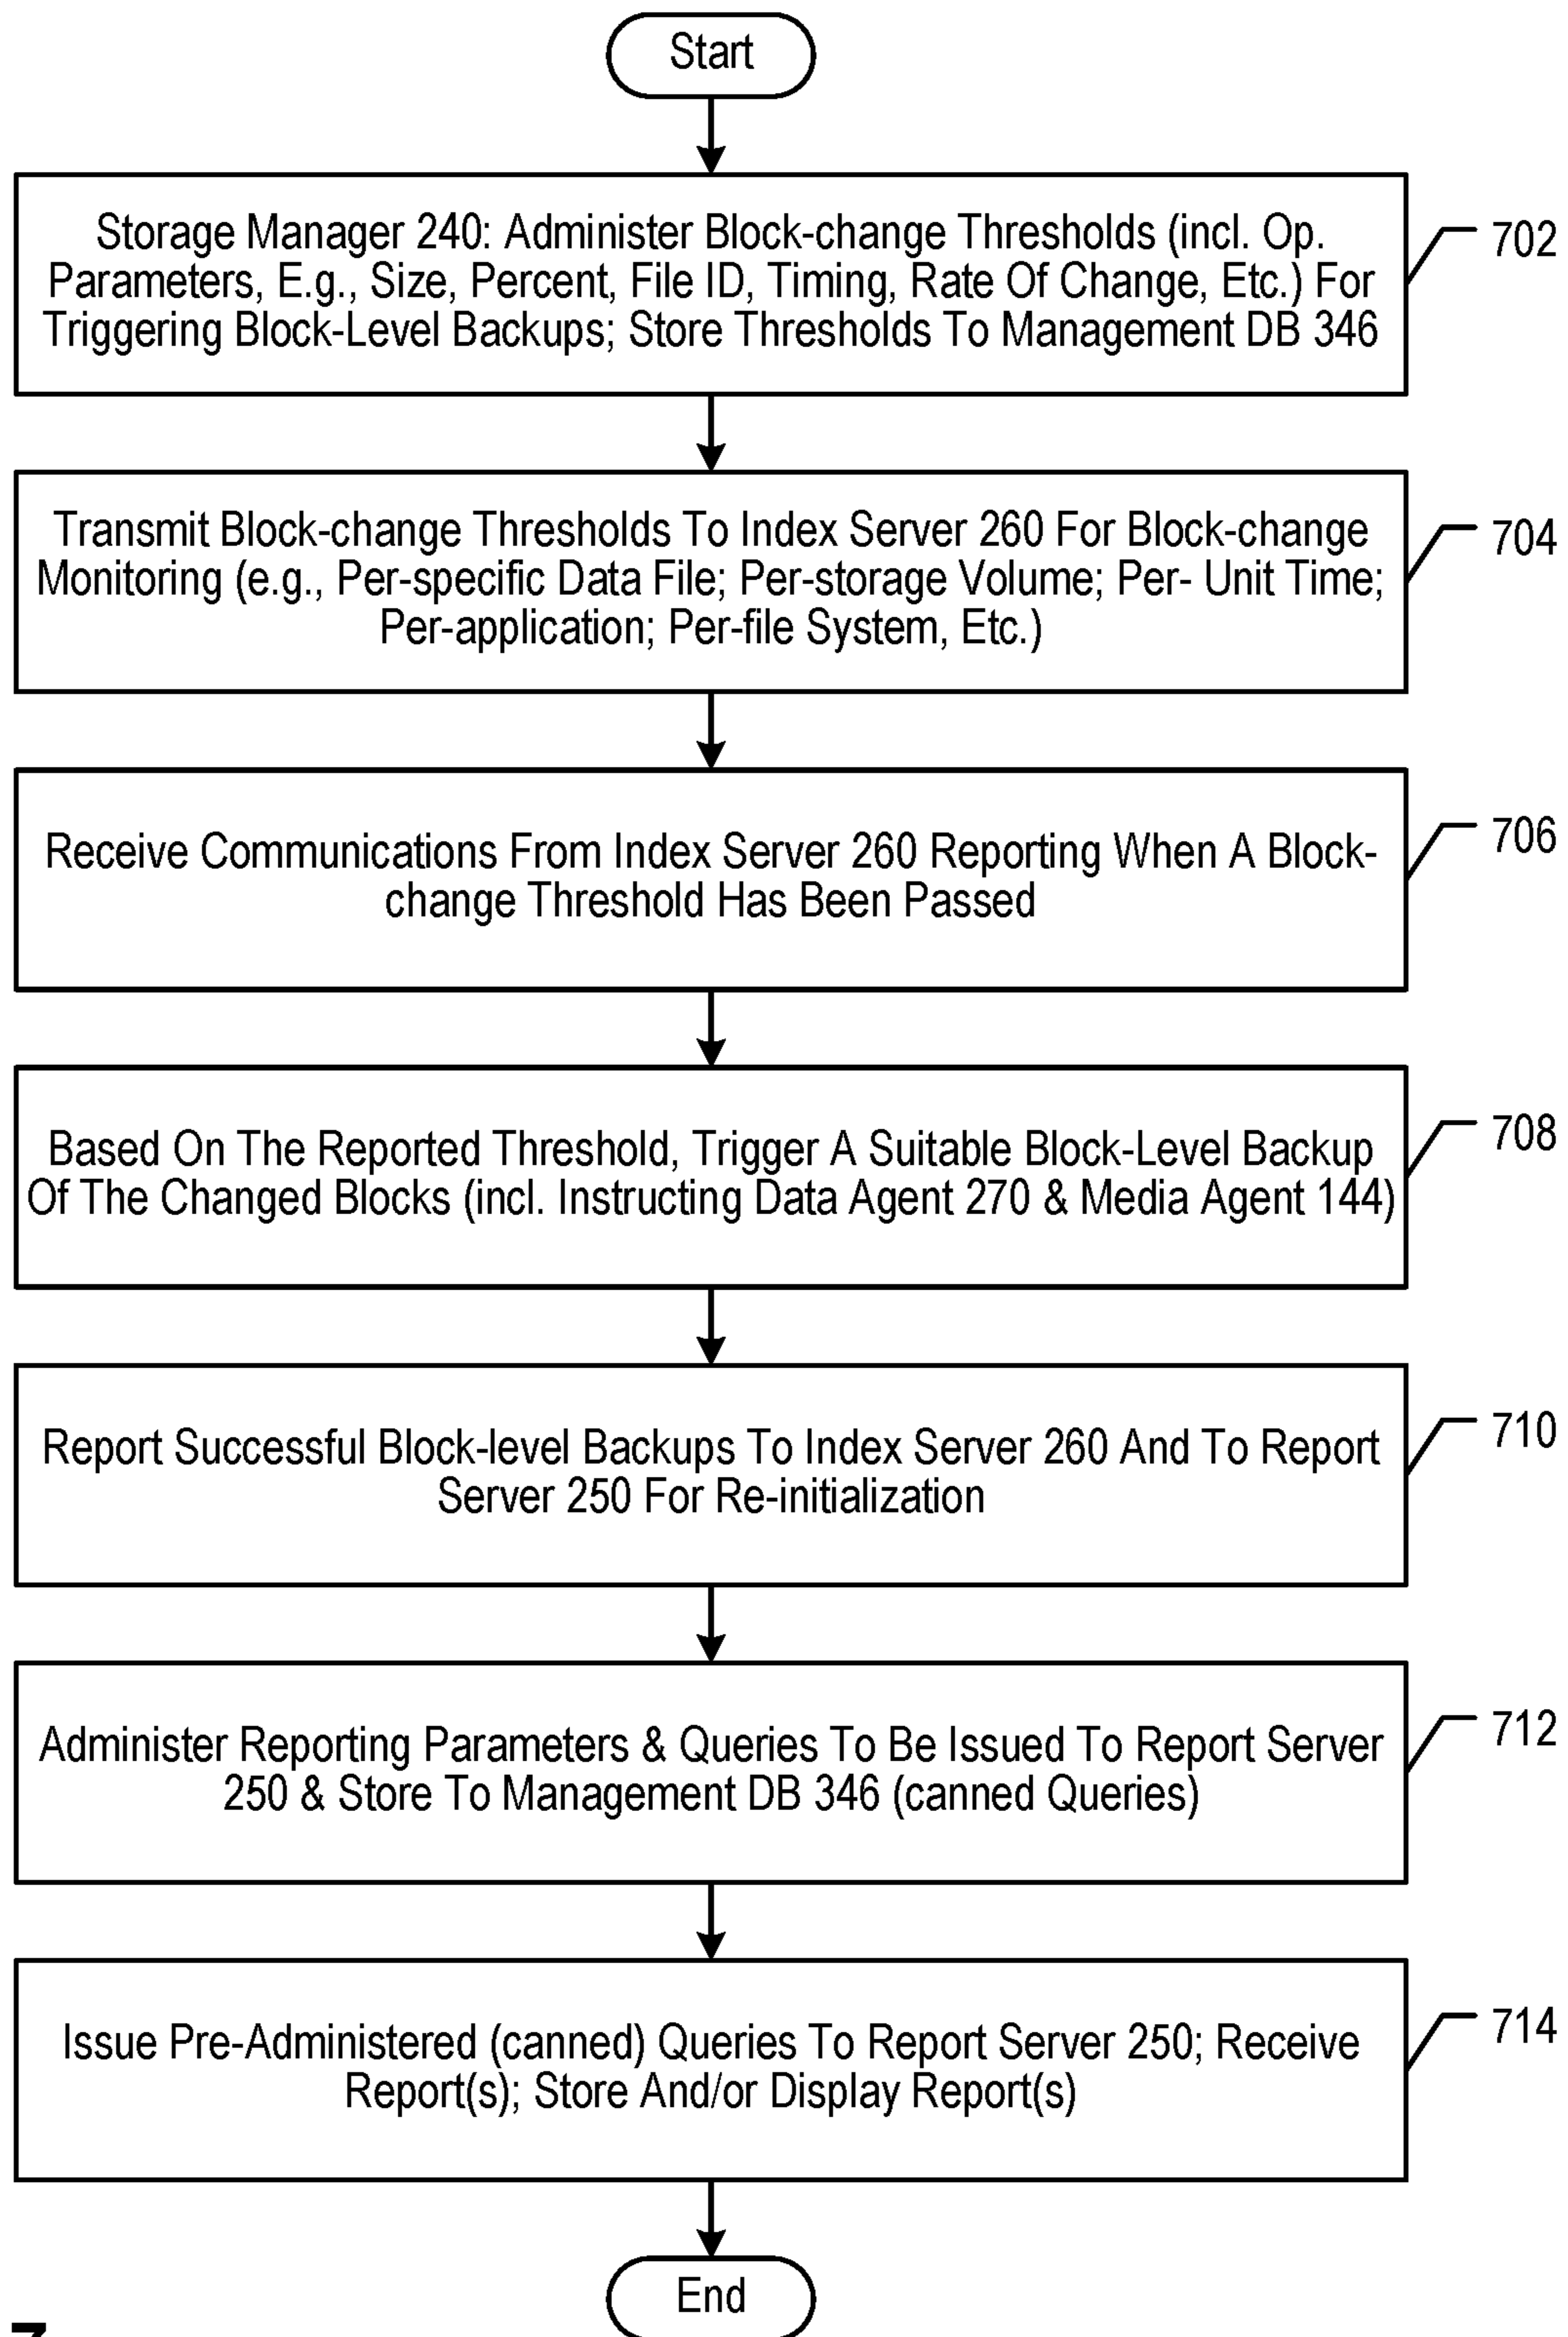 Start
Storage Manager 240: Administer Block-change Thresholds (incl. Op.
Parameters, E.g., Size, Percent, File ID, Timing, Rate Of Change, Etc.) For
Triggering Block-Level Backups; Store Thresholds To Management DB 346
702
Transmit Block-change Thresholds To Index Server 260 For Block-change
Monitoring (e.g., Per-specific Data File; Per-storage Volume; Per- Unit Time;
Per-application; Per-file System, Etc.)
704
Receive Communications From Index Server 260 Reporting When A Block-
change Threshold Has Been Passed
706
Based On The Reported Threshold, Trigger A Suitable Block-Level Backup
Of The Changed Blocks (incl. Instructing Data Agent 270 & Media Agent 144)
708
Report Successful Block-level Backups To Index Server 260 And To Report
Server 250 For Re-initialization
710
Administer Reporting Parameters & Queries To Be Issued To Report Server
250 & Store To Management DB 346 (canned Queries)
712
Issue Pre-Administered (canned) Queries To Report Server 250; Receive
Report(s); Store And/or Display Report(s)
714
End